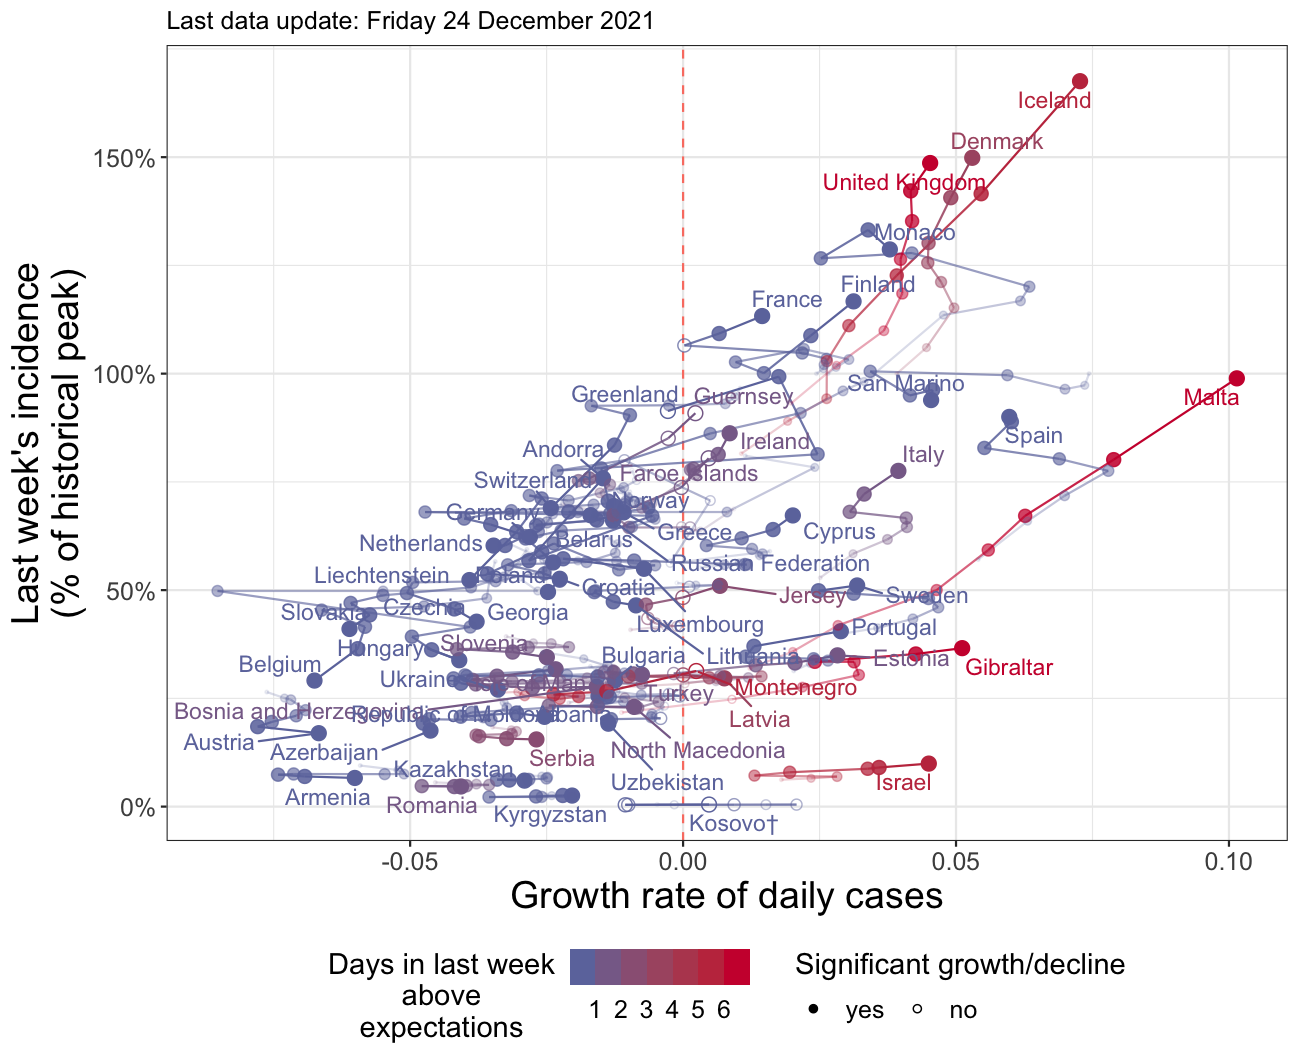 Last data update: Friday 24 December 2021
Last week's incidence
(% of historical peak)
150%
100%
50%
0%
Iceland
Denmark
United Kingdom
Monaco
Finland
France
San Marino
Malta
Greenland
Guernsey
Spain
Andorra
Ireland
Italy
Switzerland
Faroe Islands
Norway
Germany
Greece
Cyprus
Netherlands
Belarus
Russian Federation
Liechtenstein
Poland
Croatia
Jersey
Sweden
Slovakia
Czechia
Georgia
Luxembourg
Portugal
Hungary
Slovenia
Bulgaria
Lithuania
Estonia
Belgium
Gibraltar
Ukraine
Turkey
Montenegro
Bosnia and Herzegovina
Republic of Moldova
Latvia
Austria
Azerbaijan
Serbia
North Macedonia
Kazakhstan
Uzbekistan
Israel
Armenia
Romania
Kyrgyzstan
Kosovo†
-0.05
0.00
0.05
0.10
Growth rate of daily cases
Days in last week
above
expectations
1 2 3 4 5 6
Significant growth/decline
yes
no